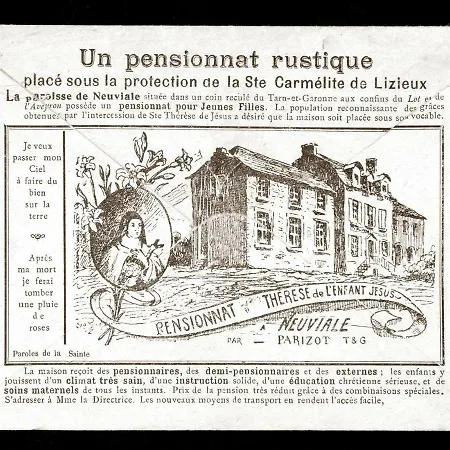 Un pensionnat rustique
placé sous la protection de la Ste Carmélite de Lizieux
La paroisse de Neuviale située dans un coin reculé du Tarn-et-Garonne aux confins du Lot et de
l'Aveyron possède un pensionnat pour Jeunes Filles. La population reconnaissante des grâces
obtenues par l'intercession de Ste Thérèse de Jésus a désiré que la maison soit placée sous son vocable.
Je veux
passer mon
Ciel
à faire du
bien
sur la
terre
Après
ma mort
je ferai
tomber
une pluie
de
roses
Paroles de la Sainte
PENSIONNAT Ste THÉRÈSE de L'ENFANT JESUS
A NEUVIALE
PAR PARIZOT T&G
La maison reçoit des pensionnaires, des demi-pensionnaires et des externes ; les enfants y
jouissent d'un climat très sain, d'une instruction solide, d'une éducation chrétienne sérieuse, et de
soins maternels de tous les instants. Prix de la pension très réduit grâce à des combinaisons spéciales.
S'adresser à Mme la Directrice. Les nouveaux moyens de transport en rendent l'accès facile,